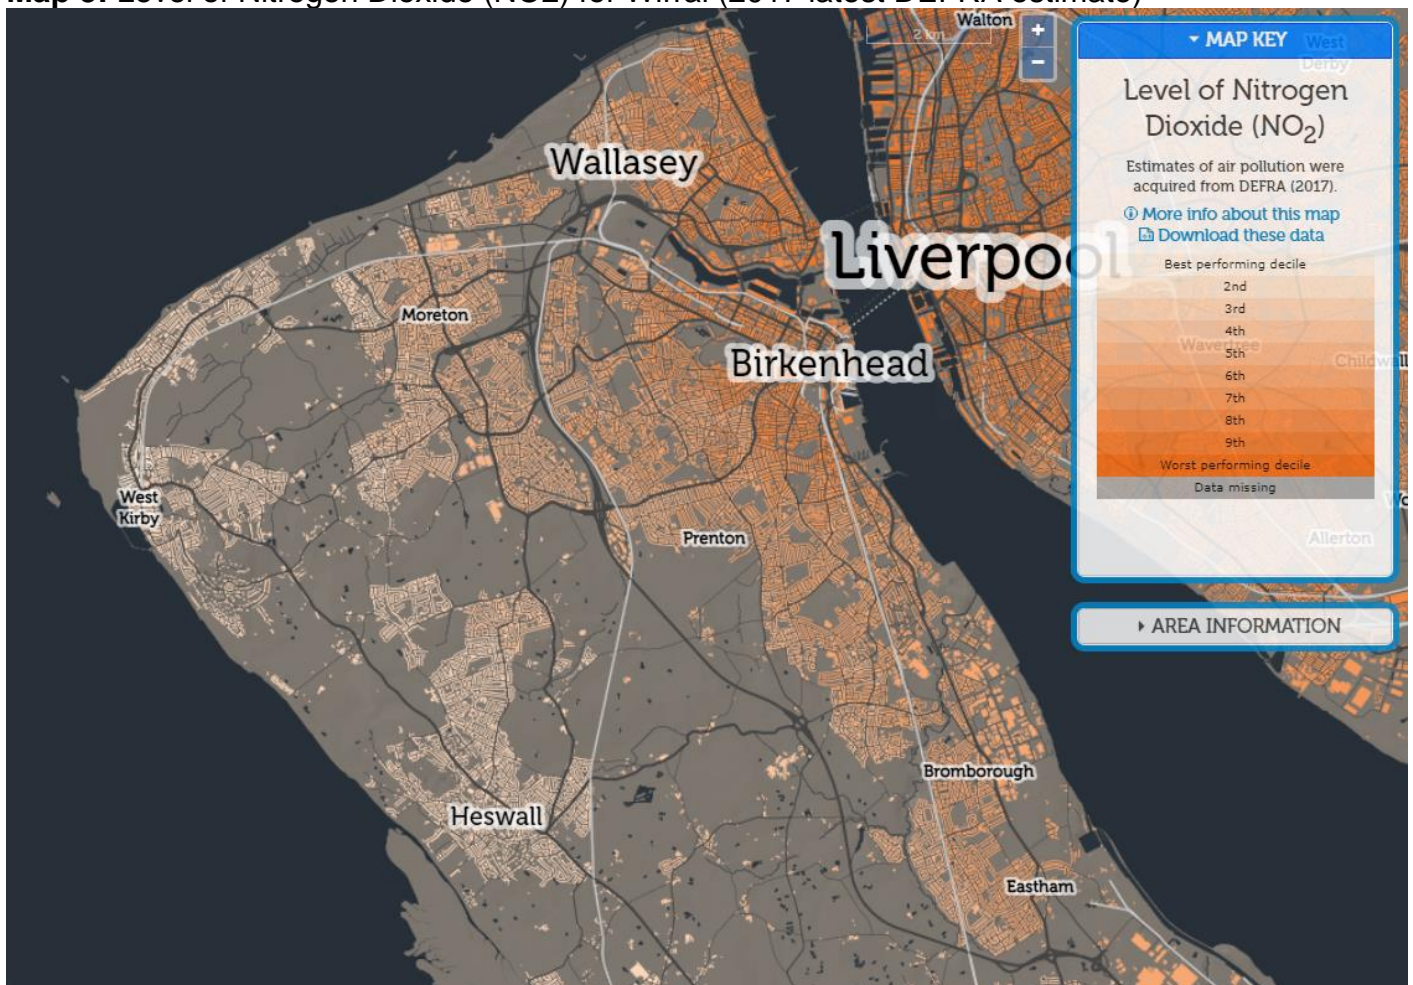 Walton
2 km
+
−
MAP KEY
West
Derby
Level of Nitrogen
Dioxide (NO2)
Estimates of air pollution were
acquired from DEFRA (2017).
More info about this map
Download these data
Best performing decile
2nd
3rd
4th
5th
6th
7th
8th
9th
Worst performing decile
Data missing
AREA INFORMATION
Wallasey
Liverpool
Moreton
Birkenhead
Wavertree
Childwall
West
Kirby
Prenton
Allerton
Bromborough
Heswall
Eastham